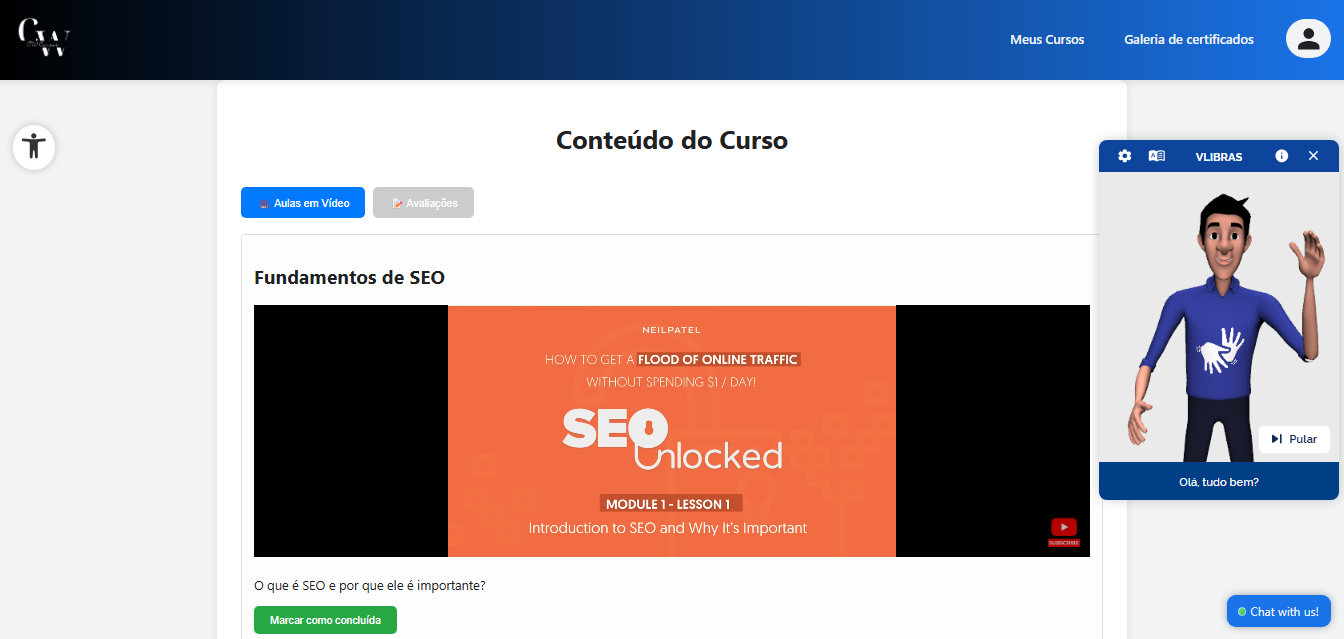 CW
Meus Cursos
Galeria de certificados
Conteúdo do Curso
Aulas em Vídeo
Avaliações
VLIBRAS
Fundamentos de SEO
NEILPATEL
HOW TO GET A FLOOD OF ONLINE TRAFFIC
WITHOUT SPENDING $1 / DAY!
SEO
Unlocked
MODULE 1 - LESSON 1
Introduction to SEO and Why It's Important
SUBSCRIBE
Pular
Olá, tudo bem?
O que é SEO e por que ele é importante?
Marcar como concluída
Chat with us!